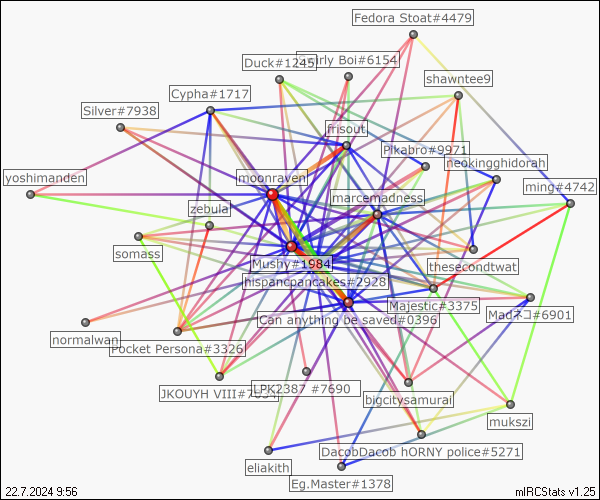 Fedora Stoat#4479
Duck#1245
irly Boi#6154
shawntee9
Cypha#1717
Silver#7938
frisout
Pikabro#9971
neokingghidorah
yoshimanden
moonraven
ming#4742
marcemadness
zebula
somass
Mushy#1984
thesecondtwat
hispancpancakes#2928
Majestic#3375
Madネコ#6901
Can anything be saved#0396
normalwan
Pocket Persona#3326
JKOUYH VIII#
LPK2387 #7690
bigcitysamurai
mukszi
DacobDacob hORNY police#5271
eliakith
Eg.Master#1378
22.7.2024 9:56
mIRCStats v1.25